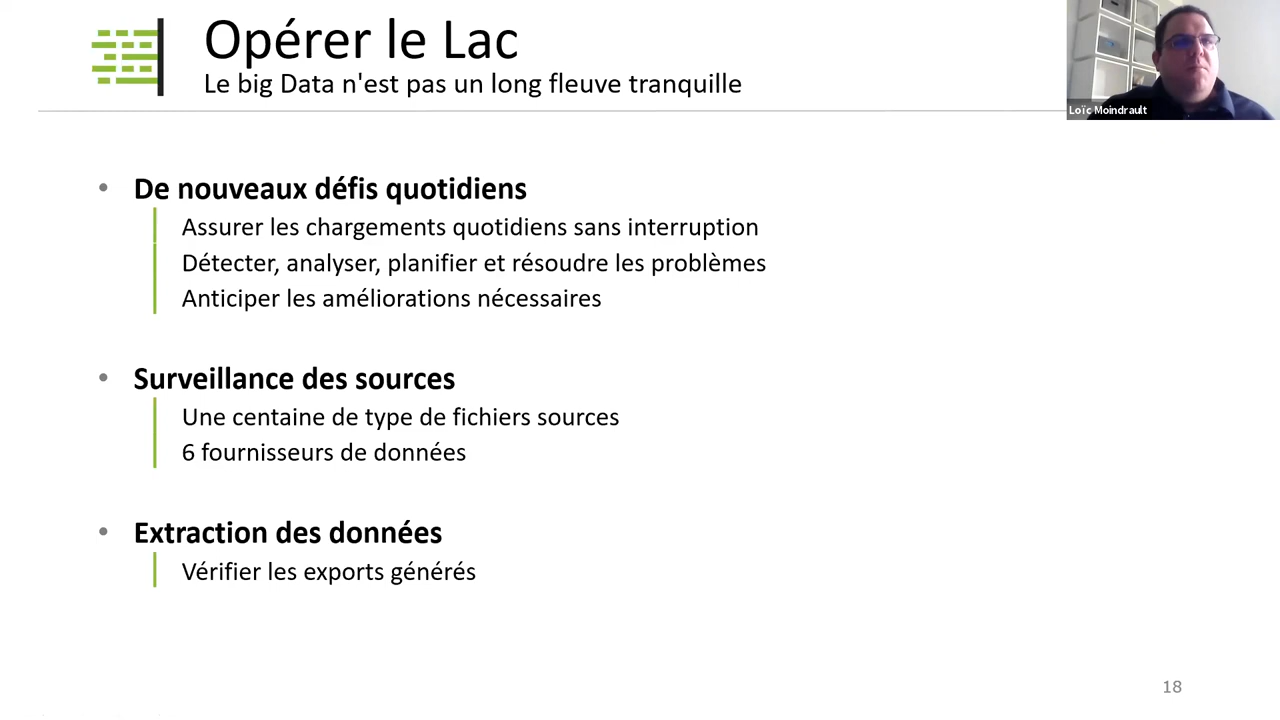 Opérer le Lac
Le big Data n'est pas un long fleuve tranquille
Loïc Moindrault
• De nouveaux défis quotidiens
Assurer les chargements quotidiens sans interruption
Détecter, analyser, planifier et résoudre les problèmes
Anticiper les améliorations nécessaires
• Surveillance des sources
Une centaine de type de fichiers sources
6 fournisseurs de données
• Extraction des données
Vérifier les exports générés
18